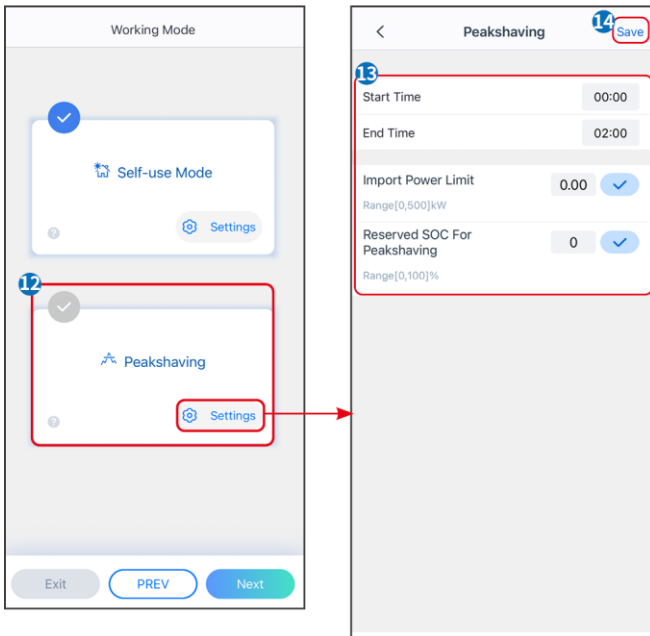 Working Mode
Self-use Mode
Settings
?
12
Peakshaving
Settings
?
Exit
PREV
Next
Peakshaving
14
Save
13
Start Time
00:00
End Time
02:00
Import Power Limit
0.00
Range[0,500]kW
Reserved SOC For
Peakshaving
0
Range[0,100]%